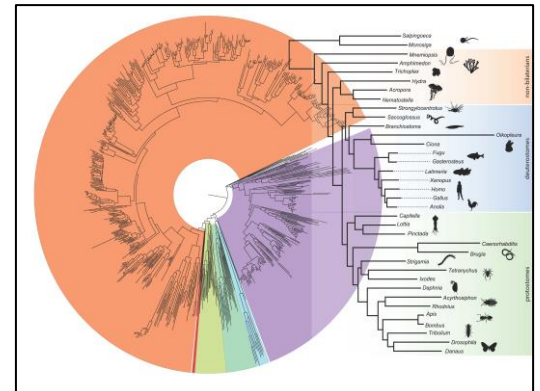 Salpingoeca
Monosiga
Mnemiopsis
Amphimedon
Trichoplax
Hydra
Acropora
Nematostella
non-bilaterians
Strongylocentrotus
Saccoglossus
Branchiostoma
Oikopleura
Ciona
Fugu
Gasterosteus
Latimeria
Xenopus
Homo
Gallus
Anolis
deuterostomes
Capitella
Lottia
Pinctada
Caenorhabditis
Brugia
Strigamia
Tetranychus
Ixodes
Daphnia
Acyrthosiphon
Rhodnius
Apis
Bombus
Tribolium
Drosophila
Danaus
protostomes